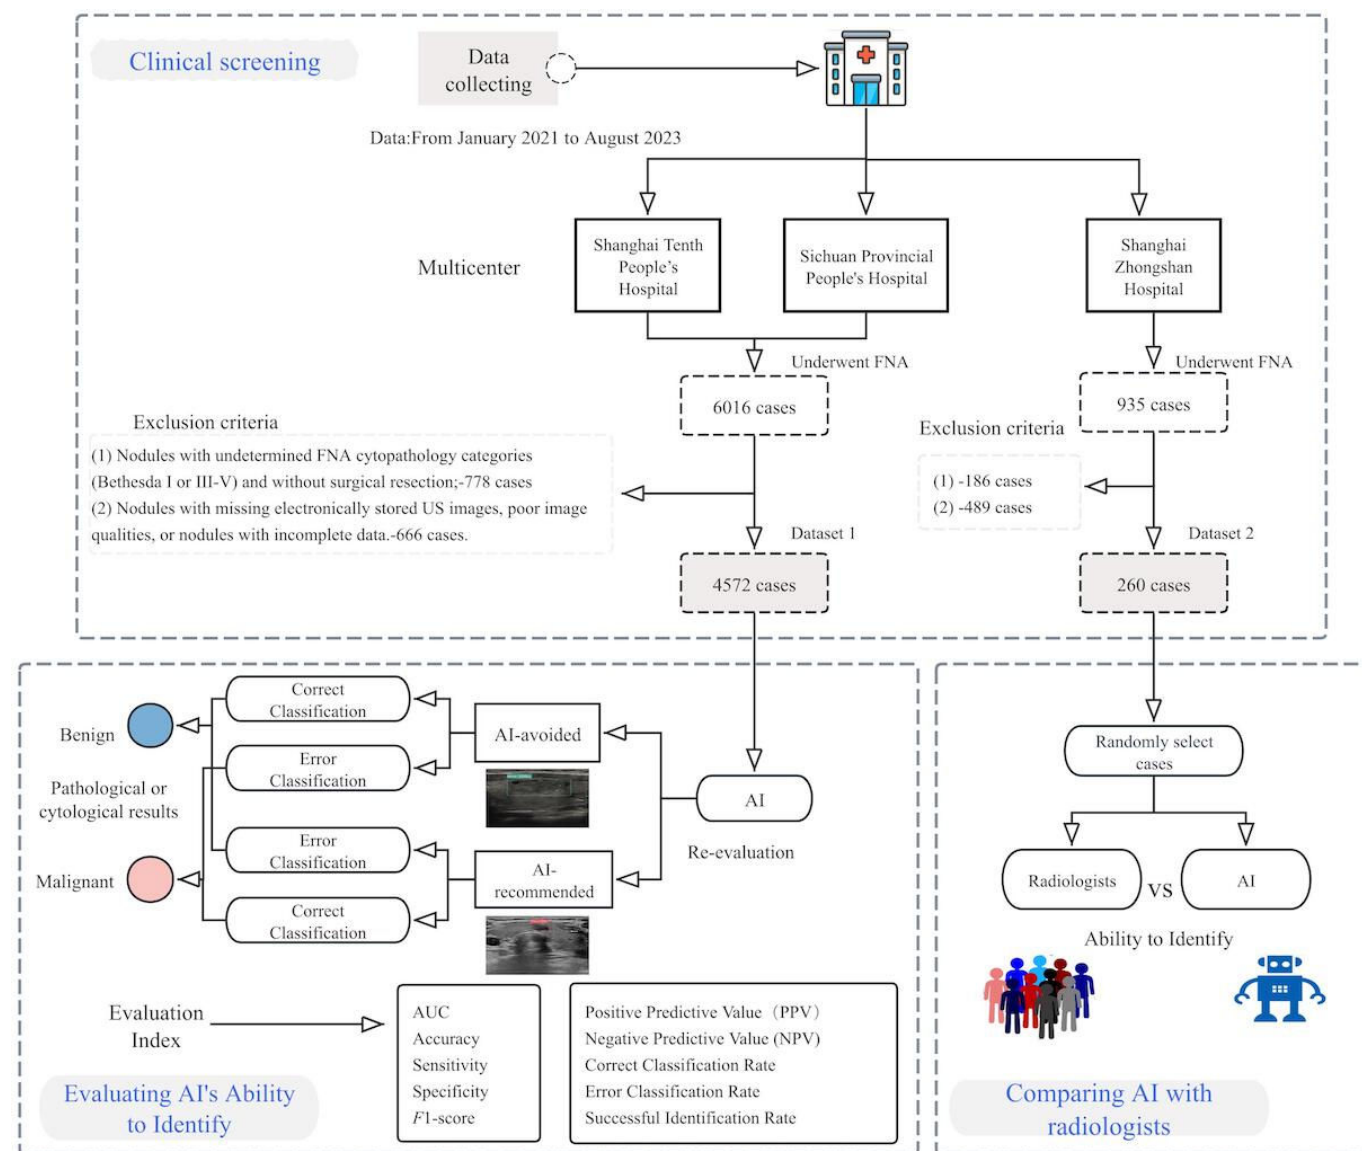 Clinical screening
Data
collecting
Data:From January 2021 to August 2023
Multicenter
Shanghai Tenth
People’s
Hospital
Sichuan Provincial
People's Hospital
Shanghai
Zhongshan
Hospital
Underwent FNA
Underwent FNA
6016 cases
935 cases
Exclusion criteria
(1) Nodules with undetermined FNA cytopathology categories
(Bethesda I or III-V) and without surgical resection;-778 cases
(2) Nodules with missing electronically stored US images, poor image
qualities, or nodules with incomplete data.-666 cases.
Exclusion criteria
(1) -186 cases
(2) -489 cases
Dataset 1
Dataset 2
4572 cases
260 cases
Correct
Classification
Error
Classification
Error
Classification
Correct
Classification
Benign
Pathological or
cytological results
Malignant
AI-avoided
AI-
recommended
AI
Re-evaluation
Evaluation
Index
AUC
Accuracy
Sensitivity
Specificity
F1-score
Positive Predictive Value（PPV）
Negative Predictive Value (NPV)
Correct Classification Rate
Error Classification Rate
Successful Identification Rate
Evaluating AI's Ability
to Identify
Randomly select
cases
Radiologists
VS
AI
Ability to Identify
Comparing AI with
radiologists